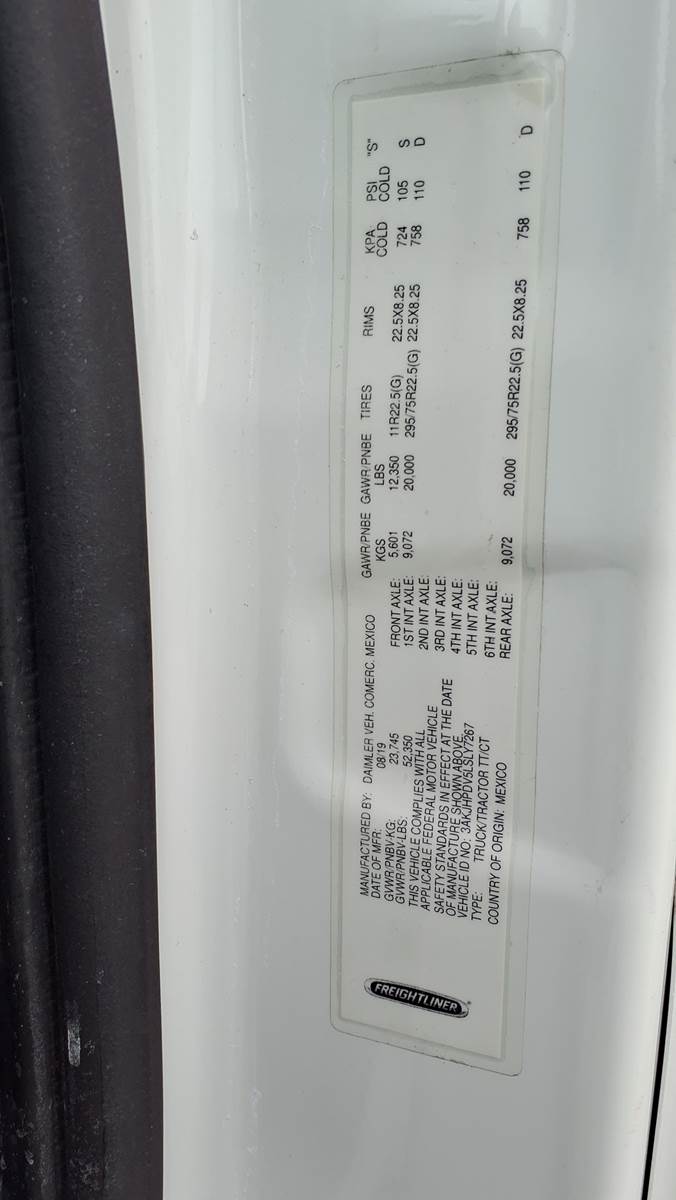 FREIGHTLINER
MANUFACTURED BY: DAIMLER VEH. COMERC. MEXICO
DATE OF MFR: 08/19
GVWR/PNBV-KG: 23,745
GVWR/PNBV-LBS: 52,350
THIS VEHICLE COMPLIES WITH ALL
APPLICABLE FEDERAL MOTOR VEHICLE
SAFETY STANDARDS IN EFFECT AT THE DATE
OF MANUFACTURE SHOWN ABOVE.
VEHICLE ID NO: 3AKJHPDV5LSLY7267
TYPE: TRUCK/TRACTOR TT/CT
COUNTRY OF ORIGIN: MEXICO
GAWR/PNBE GAWR/PNBE TIRES RIMS KPA PSI "S"
KGS LBS COLD COLD
FRONT AXLE: 5,601 12,350 11R22.5(G) 22.5X8.25 724 105 S
1ST INT AXLE: 9,072 20,000 295/75R22.5(G) 22.5X8.25 758 110 D
2ND INT AXLE:
3RD INT AXLE:
4TH INT AXLE:
5TH INT AXLE:
6TH INT AXLE:
REAR AXLE: 9,072 20,000 295/75R22.5(G) 22.5X8.25 758 110 D